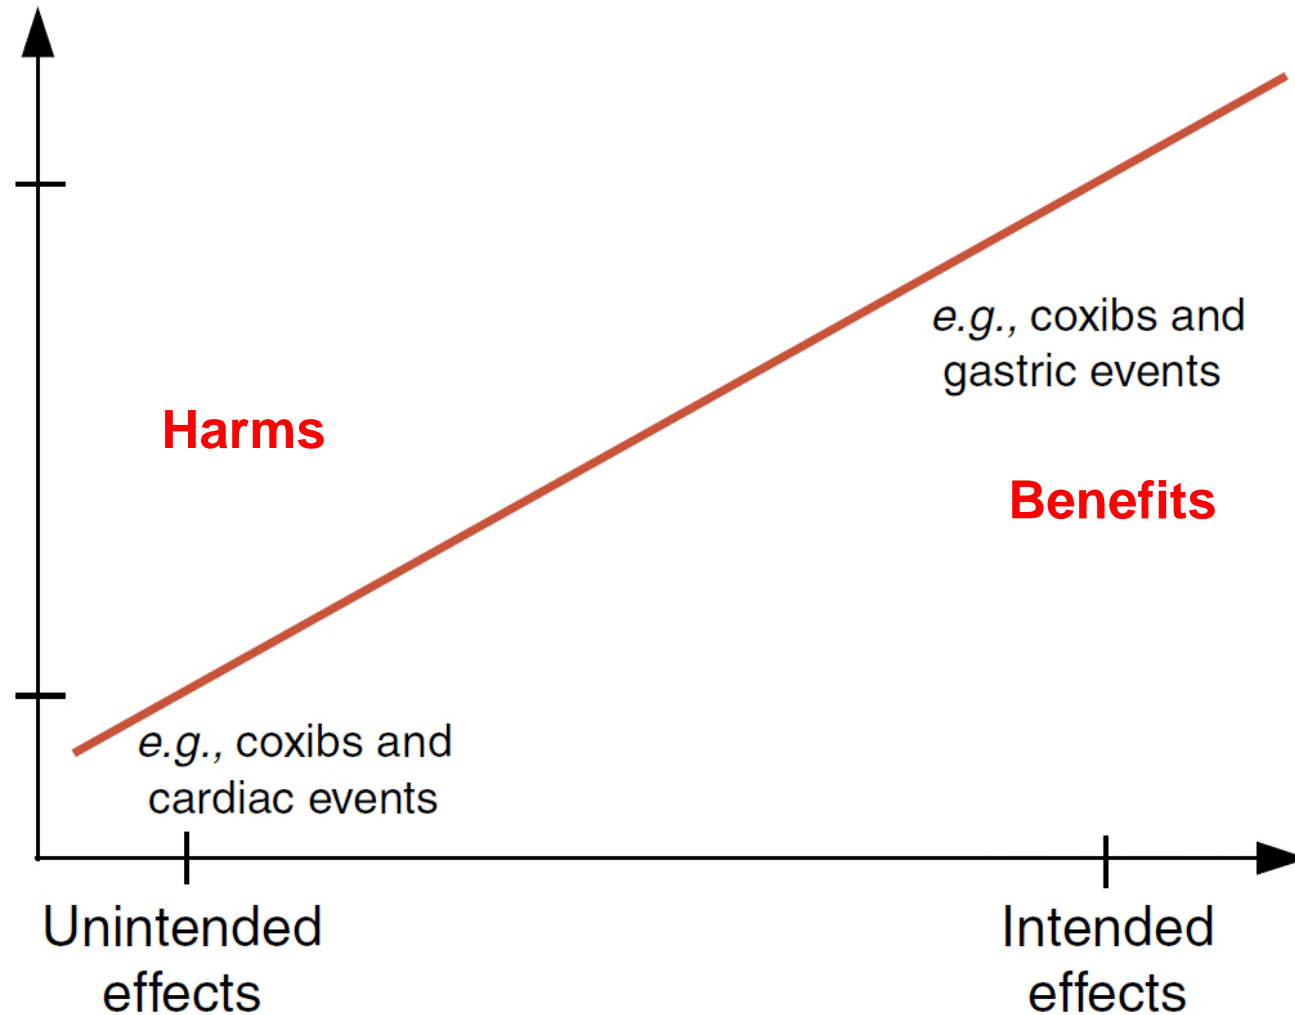 e.g., coxibs and
gastric events
Harms
Benefits
e.g., coxibs and
cardiac events
Unintended
effects
Intended
effects